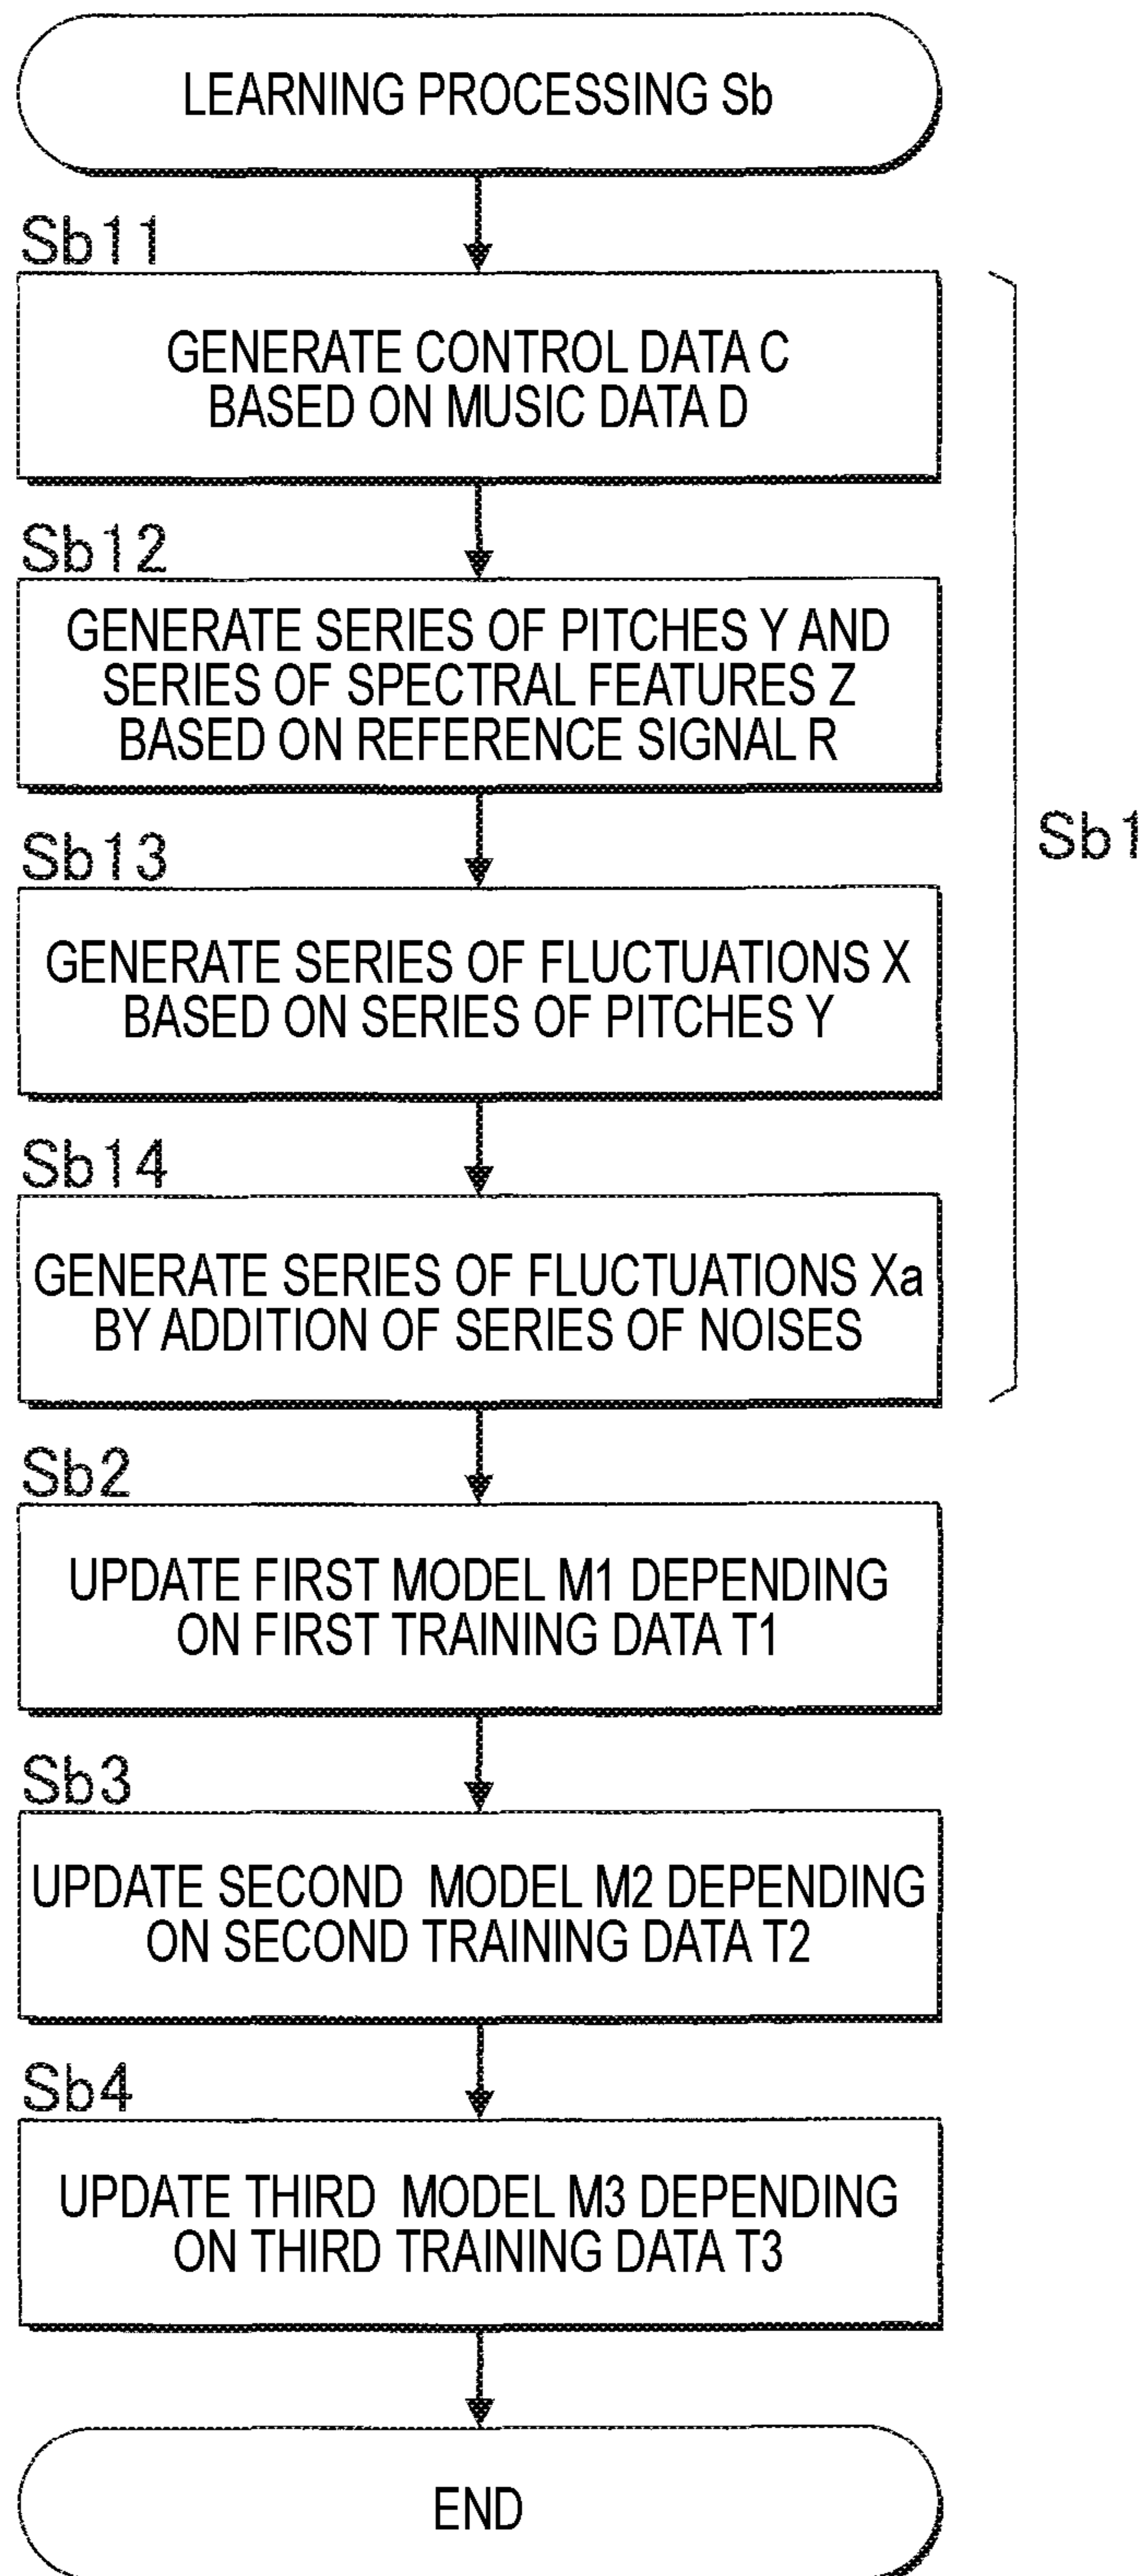 LEARNING PROCESSING Sb
Sb11
GENERATE CONTROL DATA C
BASED ON MUSIC DATA D
Sb12
GENERATE SERIES OF PITCHES Y AND
SERIES OF SPECTRAL FEATURES Z
BASED ON REFERENCE SIGNAL R
Sb1
Sb13
GENERATE SERIES OF FLUCTUATIONS X
BASED ON SERIES OF PITCHES Y
Sb14
GENERATE SERIES OF FLUCTUATIONS Xa
BY ADDITION OF SERIES OF NOISES
Sb2
UPDATE FIRST MODEL M1 DEPENDING
ON FIRST TRAINING DATA T1
Sb3
UPDATE SECOND MODEL M2 DEPENDING
ON SECOND TRAINING DATA T2
Sb4
UPDATE THIRD MODEL M3 DEPENDING
ON THIRD TRAINING DATA T3
END